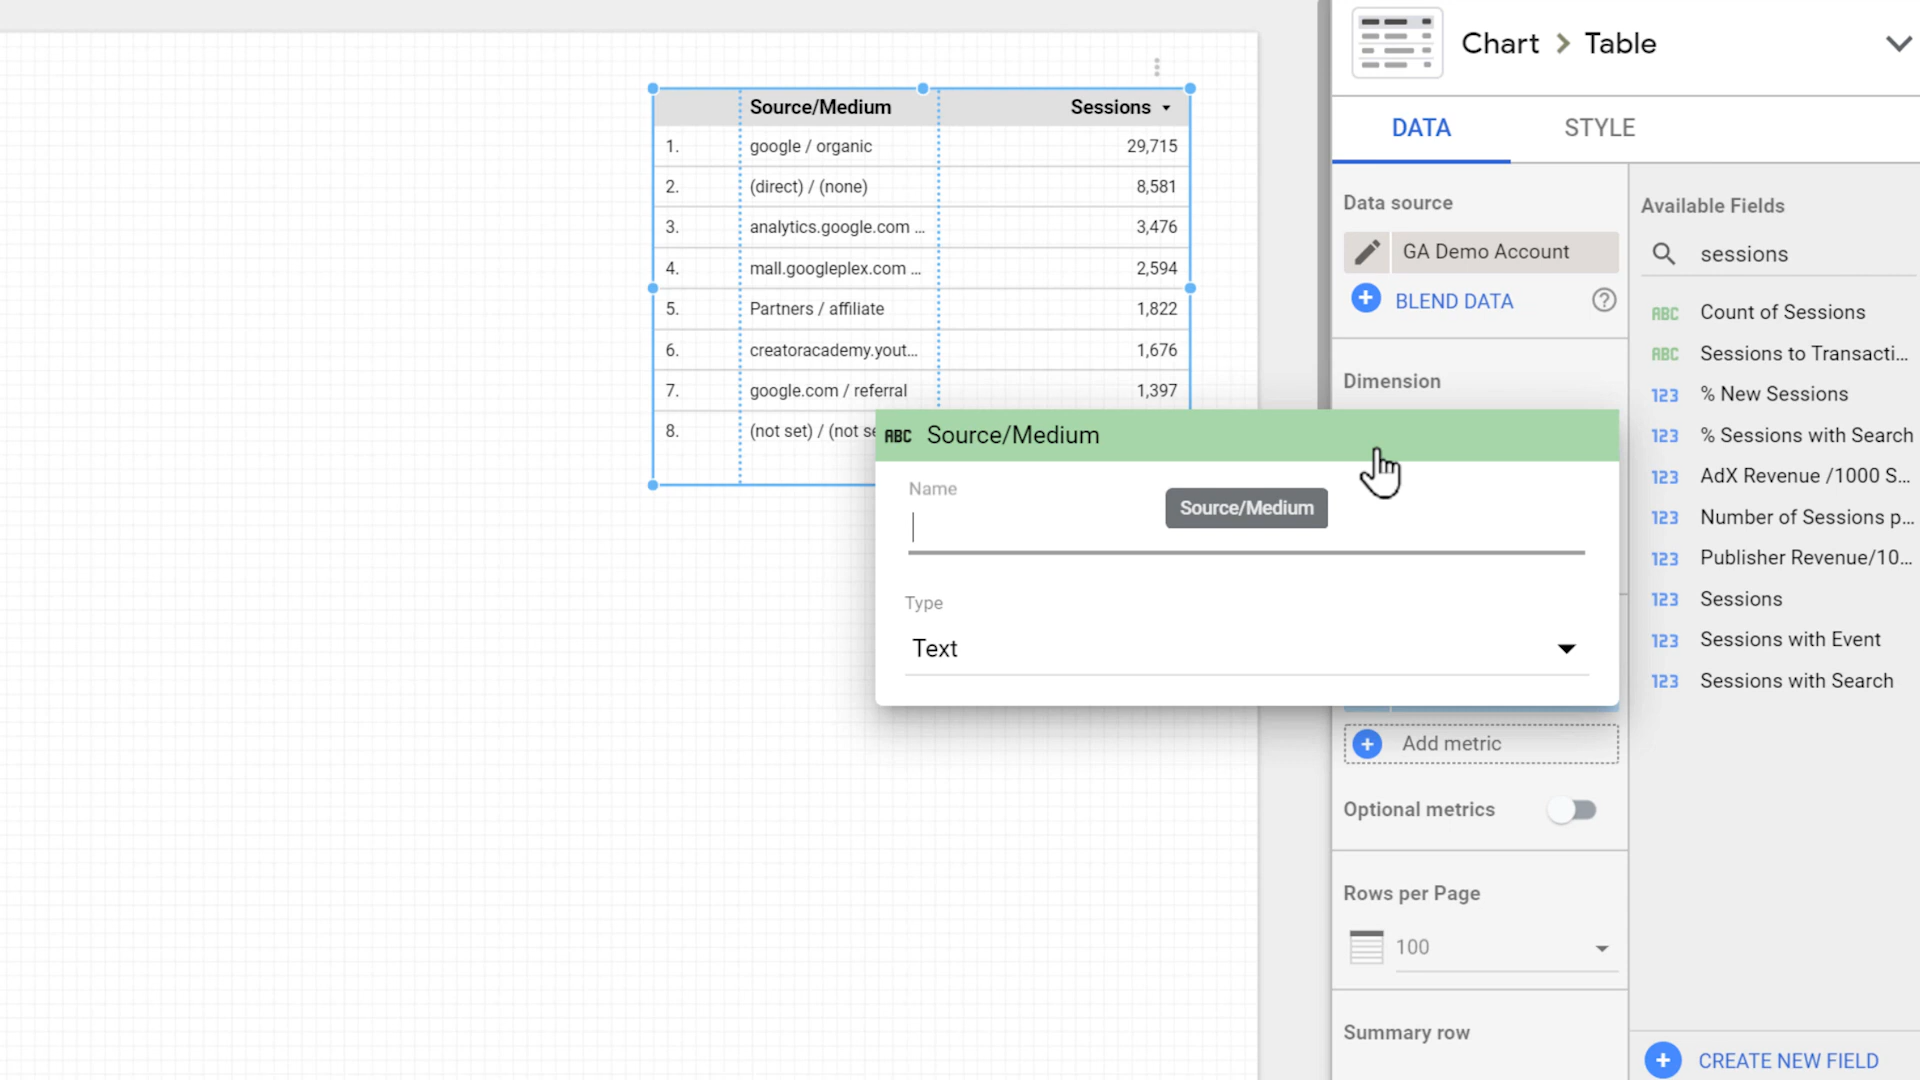 Chart > Table
DATA STYLE
Source/Medium Sessions
1. google / organic 29,715
2. (direct) / (none) 8,581
3. analytics.google.com ... 3,476
4. mall.googleplex.com ... 2,594
5. Partners / affiliate 1,822
6. creatoracademy.yout... 1,676
7. google.com / referral 1,397
8. (not set) / (not se
Data source
GA Demo Account
BLEND DATA
Dimension
ABC Source/Medium
Name
Source/Medium
Type
Text
Add metric
Optional metrics
Rows per Page
100
Summary row
Available Fields
sessions
ABC Count of Sessions
ABC Sessions to Transacti...
123 % New Sessions
123 % Sessions with Search
123 AdX Revenue /1000 S...
123 Number of Sessions p...
123 Publisher Revenue/10...
123 Sessions
123 Sessions with Event
123 Sessions with Search
CREATE NEW FIELD